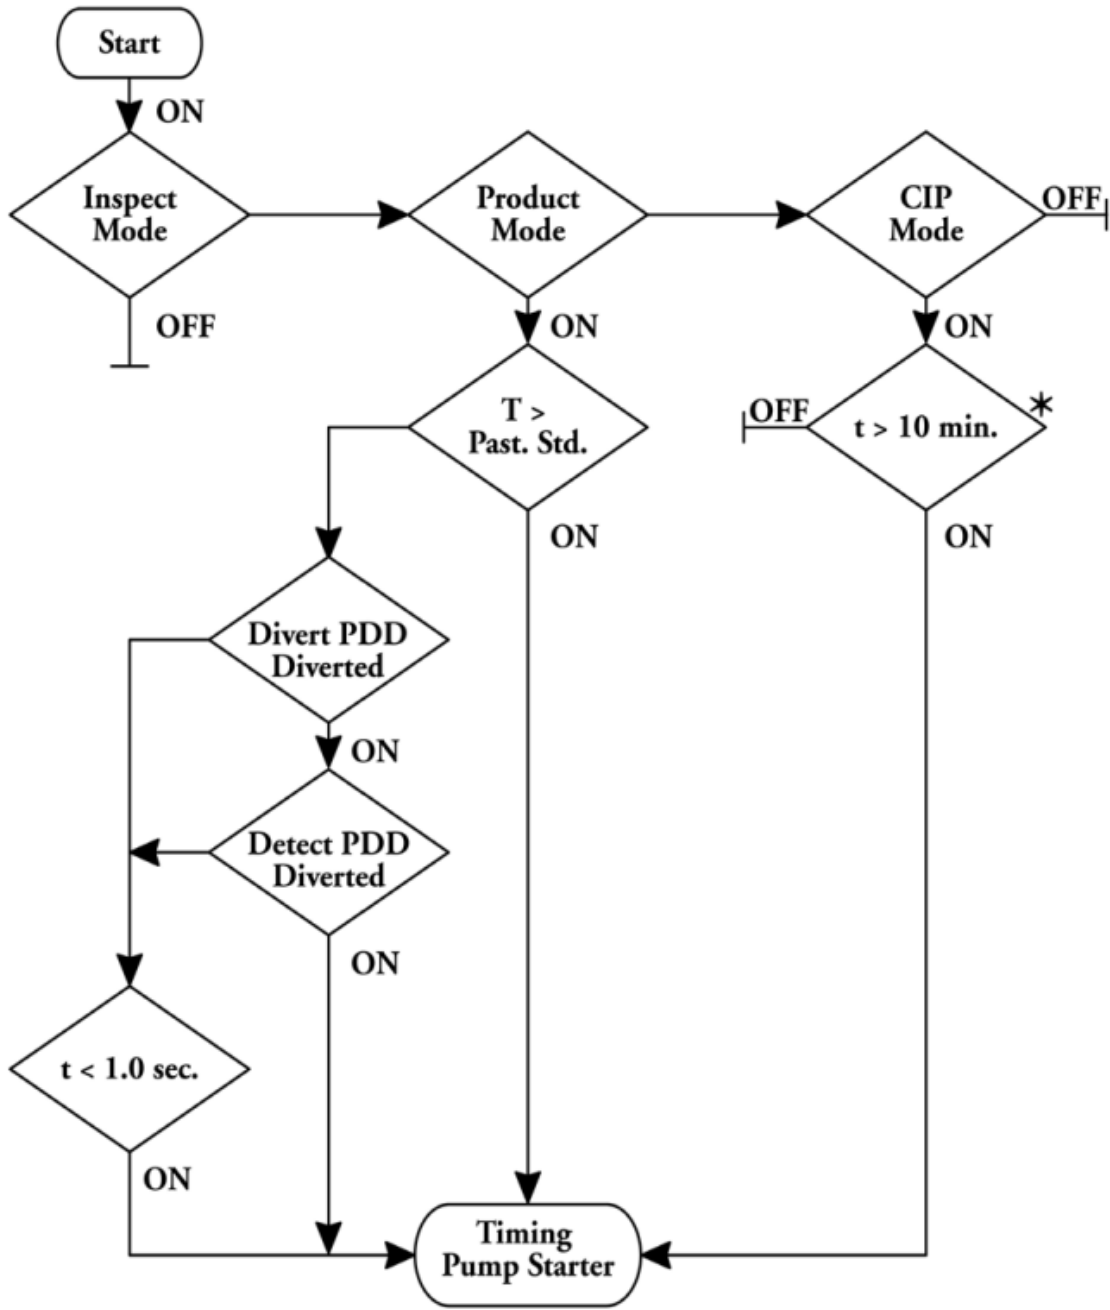 Start
ON
Inspect
Mode
Product
Mode
CIP
Mode
OFF
OFF
ON
ON
T >
Past. Std.
OFF
t > 10 min.
*
ON
ON
Divert PDD
Diverted
ON
Detect PDD
Diverted
ON
t < 1.0 sec.
ON
Timing
Pump Starter